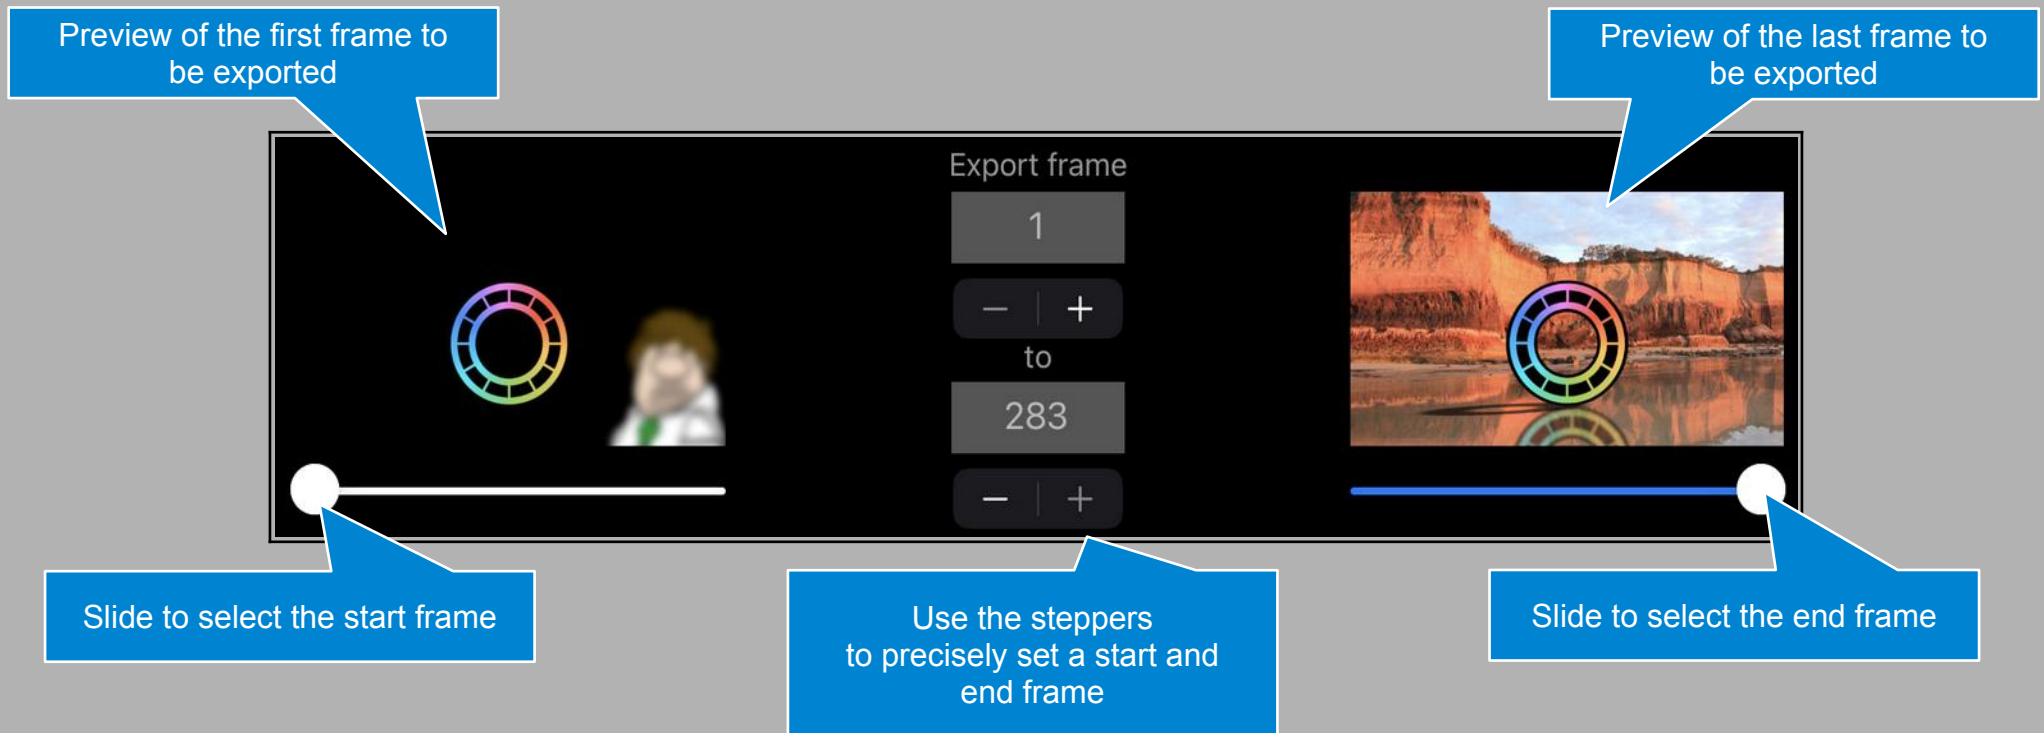 Preview of the first frame to
be exported
Preview of the last frame to
be exported
Export frame
1
− +
to
283
− +
Slide to select the start frame
Use the steppers
to precisely set a start and
end frame
Slide to select the end frame